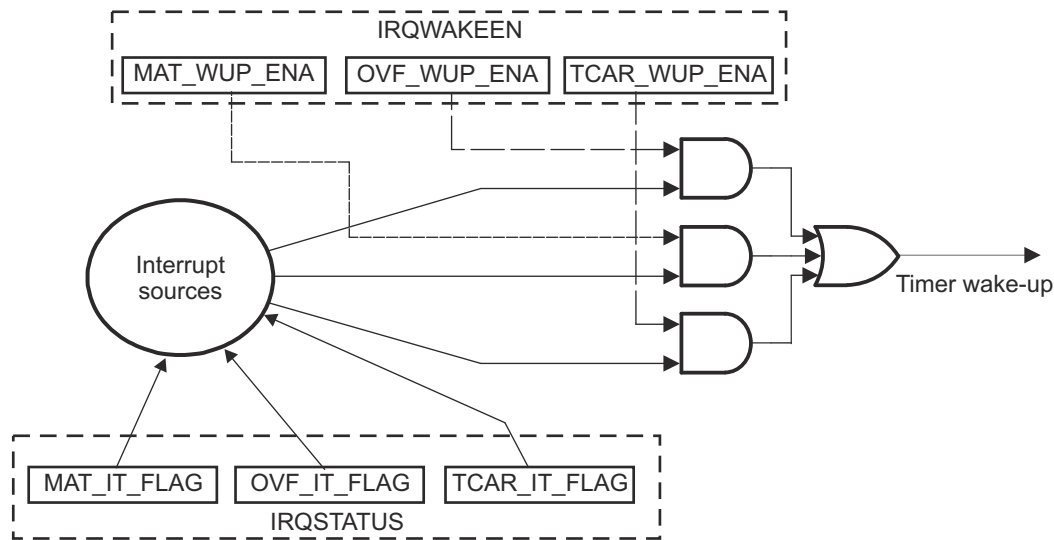 IRQWAKEEN
MAT_WUP_ENA
OVF_WUP_ENA
TCAR_WUP_ENA
Interrupt
sources
Timer wake-up
MAT_IT_FLAG
OVF_IT_FLAG
TCAR_IT_FLAG
IRQSTATUS